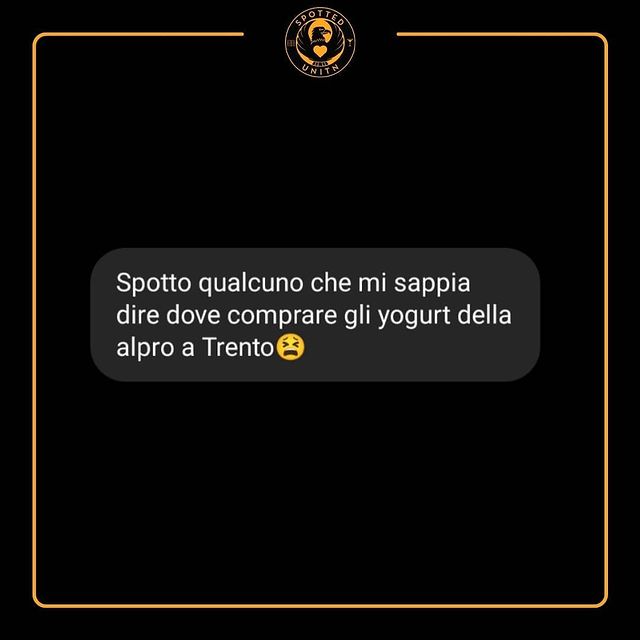 SPOTTED
UNITN
Spotto qualcuno che mi sappia
dire dove comprare gli yogurt della
alpro a Trento😫